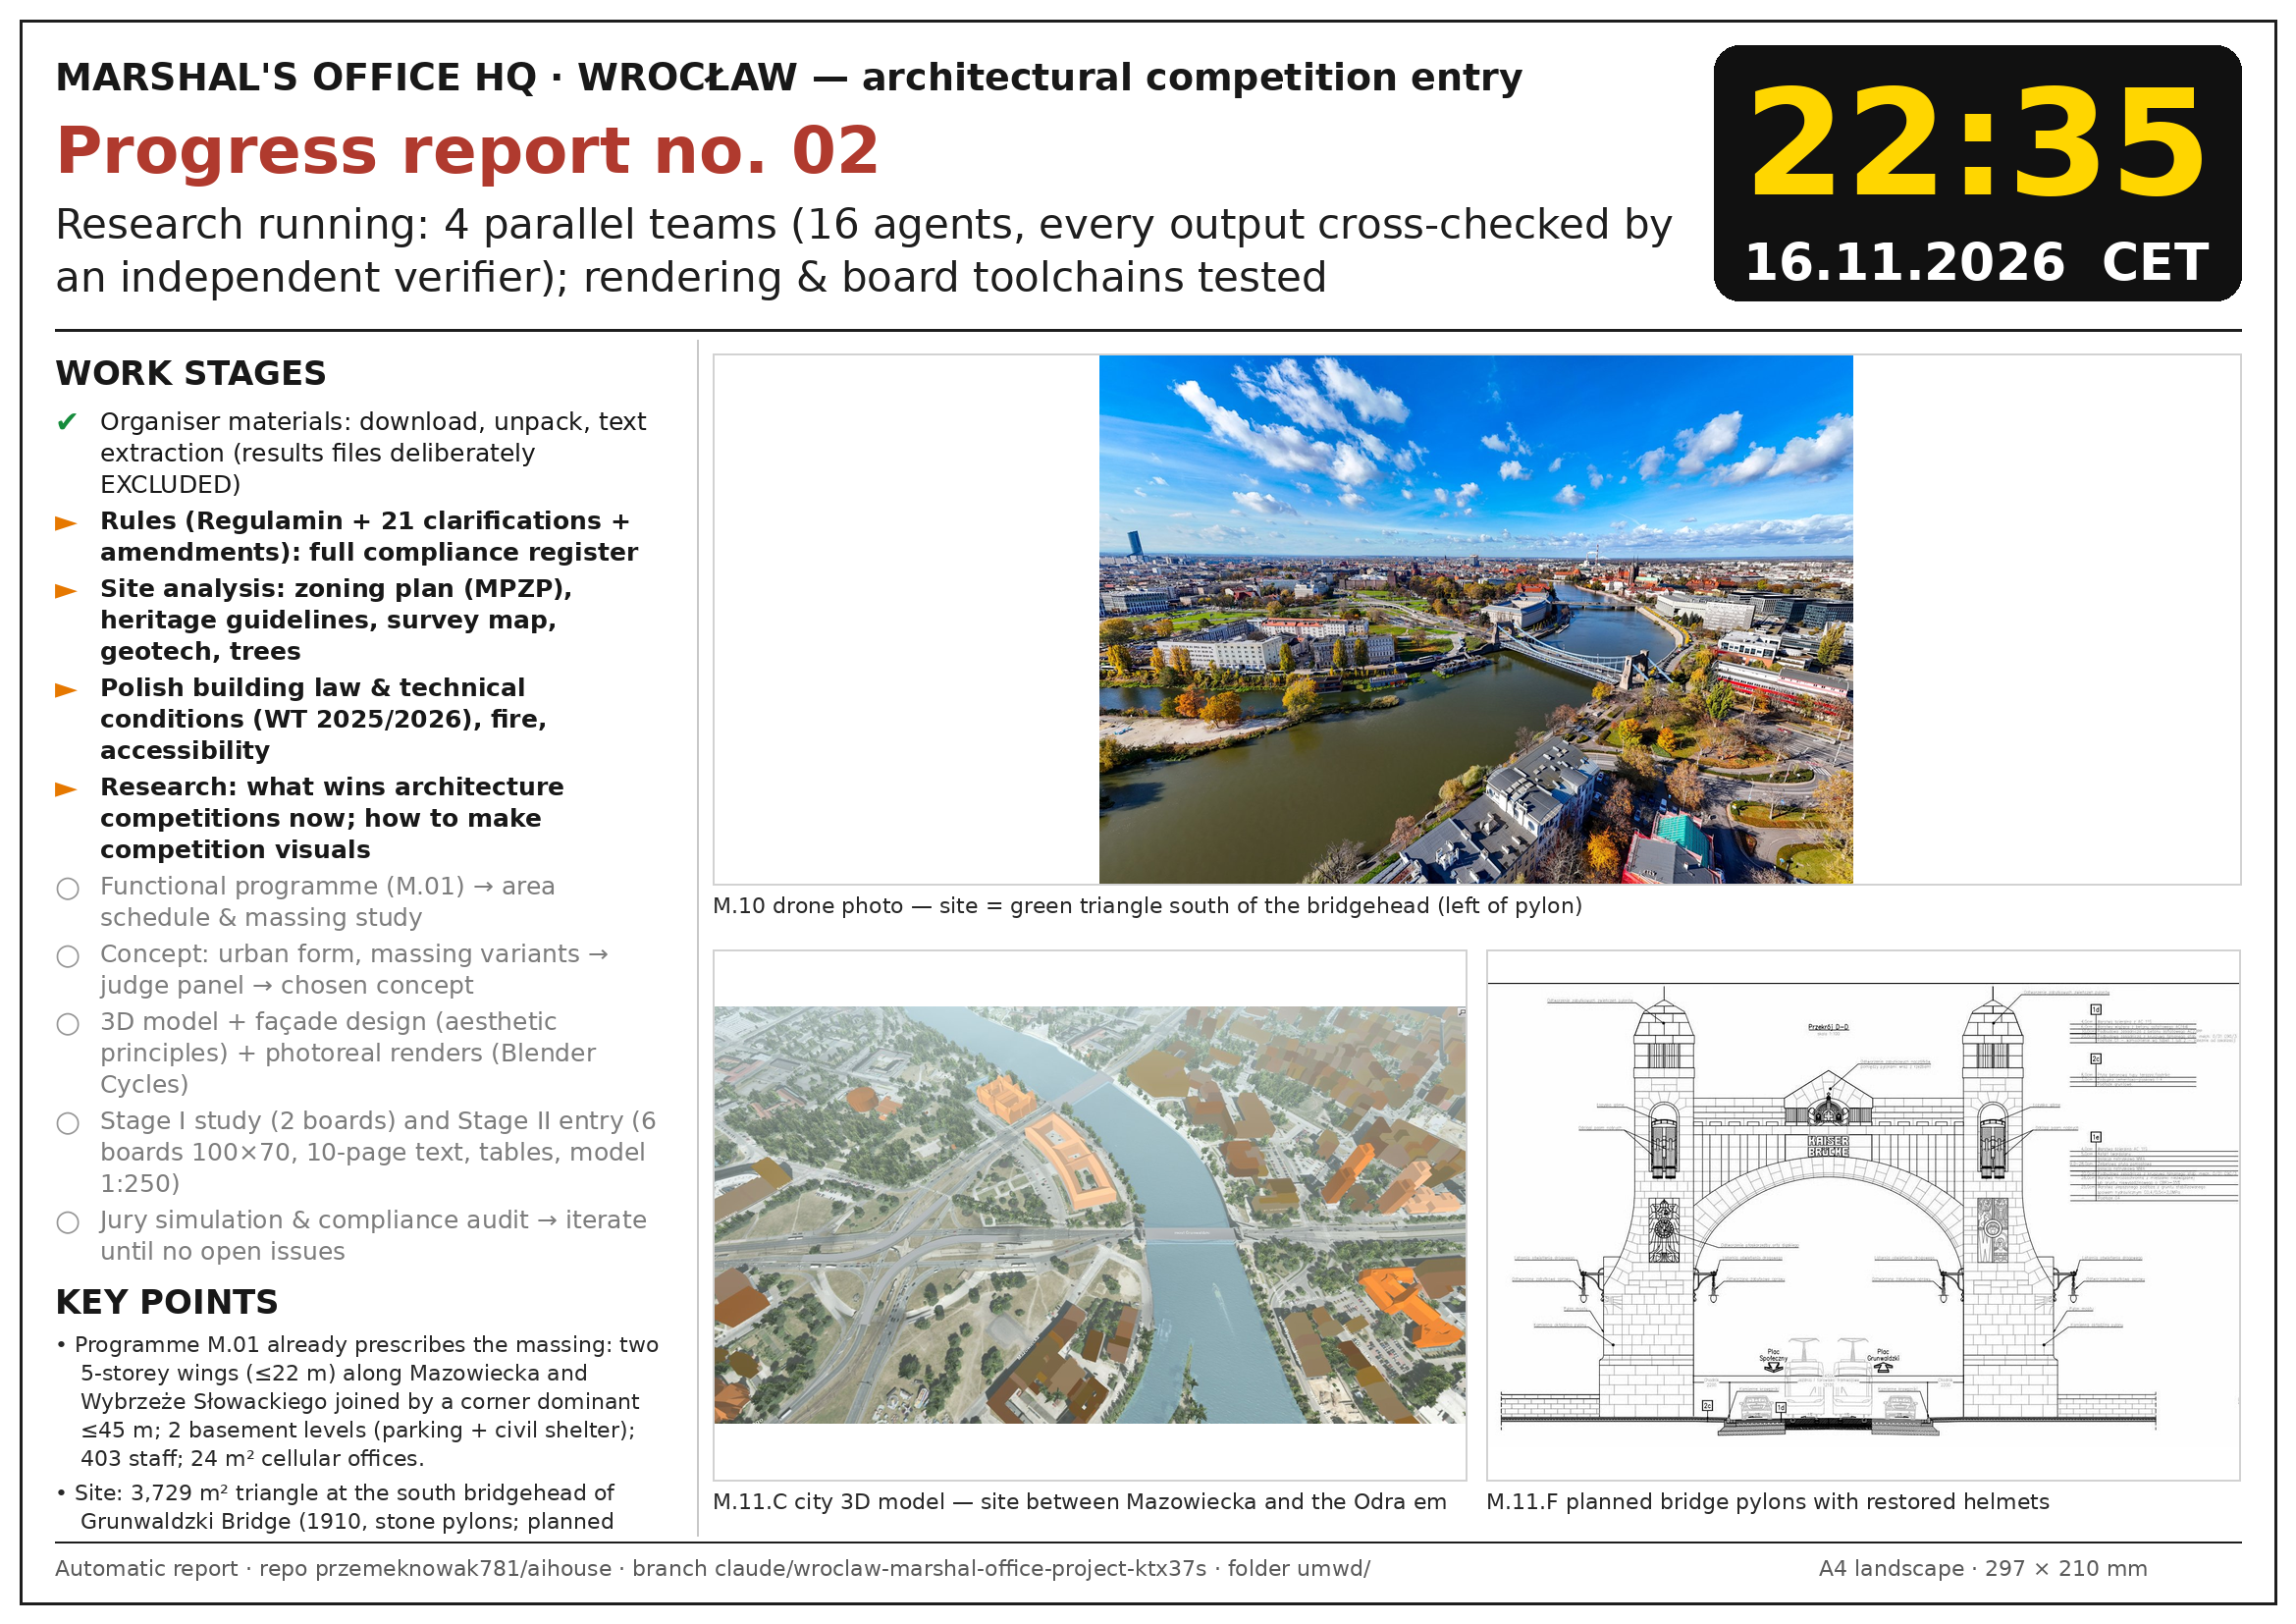 MARSHAL'S OFFICE HQ · WROCŁAW — architectural competition entry
Progress report no. 02
Research running: 4 parallel teams (16 agents, every output cross-checked by
an independent verifier); rendering & board toolchains tested
22:35
16.11.2026 CET
WORK STAGES
✔ Organiser materials: download, unpack, text
extraction (results files deliberately
EXCLUDED)
► Rules (Regulamin + 21 clarifications +
amendments): full compliance register
► Site analysis: zoning plan (MPZP),
heritage guidelines, survey map,
geotech, trees
► Polish building law & technical
conditions (WT 2025/2026), fire,
accessibility
► Research: what wins architecture
competitions now; how to make
competition visuals
○ Functional programme (M.01) → area
schedule & massing study
○ Concept: urban form, massing variants →
judge panel → chosen concept
○ 3D model + façade design (aesthetic
principles) + photoreal renders (Blender
Cycles)
○ Stage I study (2 boards) and Stage II entry (6
boards 100×70, 10-page text, tables, model
1:250)
○ Jury simulation & compliance audit → iterate
until no open issues
KEY POINTS
• Programme M.01 already prescribes the massing: two
5-storey wings (≤22 m) along Mazowiecka and
Wybrzeże Słowackiego joined by a corner dominant
≤45 m; 2 basement levels (parking + civil shelter);
403 staff; 24 m² cellular offices.
• Site: 3,729 m² triangle at the south bridgehead of
Grunwaldzki Bridge (1910, stone pylons; planned
M.10 drone photo — site = green triangle south of the bridgehead (left of pylon)
M.11.C city 3D model — site between Mazowiecka and the Odra em
Przekrój D-D
1d
2c
1e
KAISER
BRÜCKE
Plac
Społeczny
Plac
Grunwaldzki
2c
1d
M.11.F planned bridge pylons with restored helmets
Automatic report · repo przemeknowak781/aihouse · branch claude/wroclaw-marshal-office-project-ktx37s · folder umwd/
A4 landscape · 297 × 210 mm